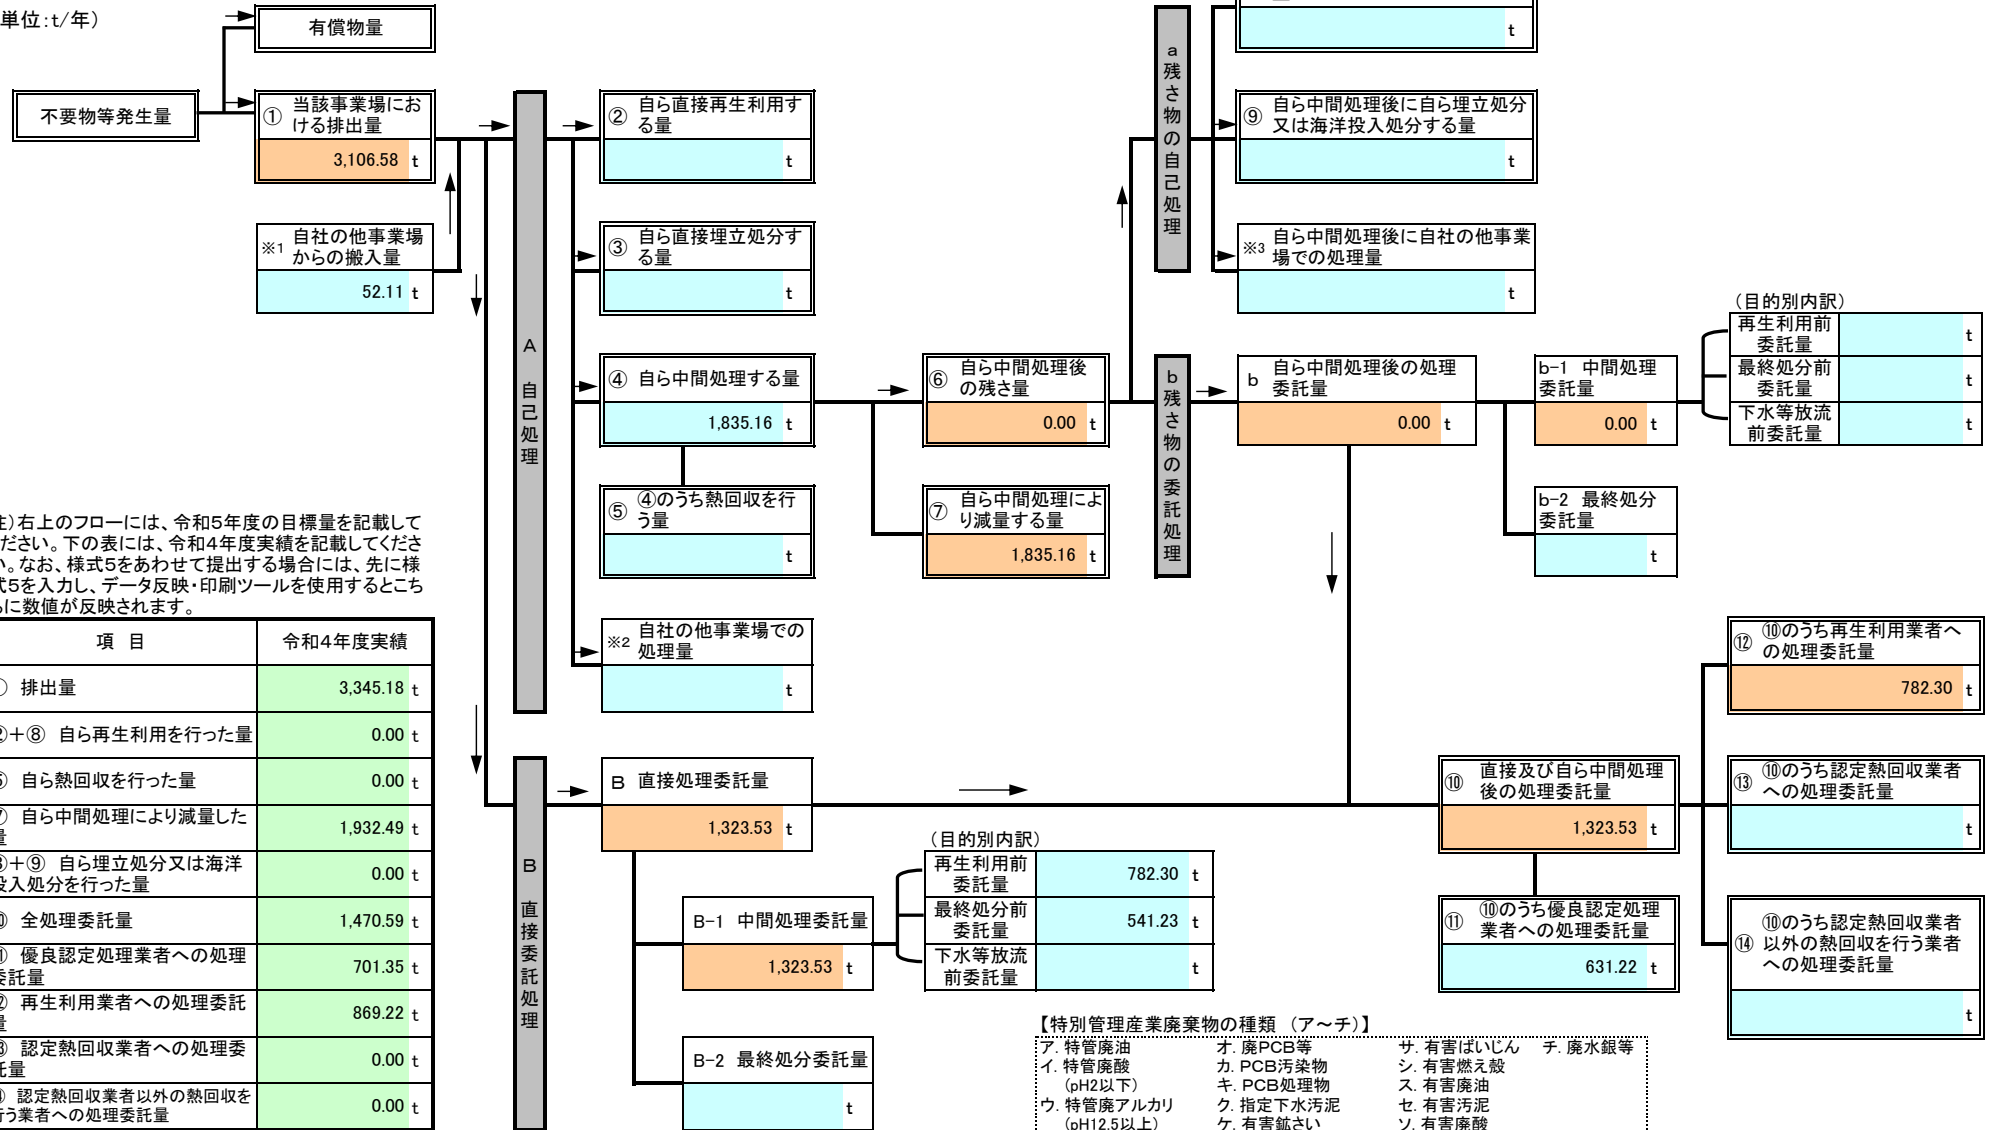 単位:t/年)
有償物量
不要物等発生量
① 当該事業場にお
ける排出量
3,106.58 t
※1 自社の他事業場
からの搬入量
52.11 t
A 自己処理
② 自ら直接再生利用す
る量
t
③ 自ら直接埋立処分す
る量
t
④ 自ら中間処理する量
1,835.16 t
⑤ ④のうち熱回収を行
う量
t
※2 自社の他事業場での
処理量
t
⑥ 自ら中間処理後
の残さ量
0.00 t
⑦ 自ら中間処理によ
り減量する量
1,835.16 t
a 残さ物の自己処理
t
⑨ 自ら中間処理後に自ら埋立処分
又は海洋投入処分する量
t
※3 自ら中間処理後に自社の他事業
場での処理量
t
b 残さ物の委託処理
b 自ら中間処理後の処理
委託量
0.00 t
b-1 中間処理
委託量
0.00 t
b-2 最終処分
委託量
t
(目的別内訳)
再生利用前
委託量
t
最終処分前
委託量
t
下水等放流
前委託量
t
注)右上のフローには、令和5年度の目標量を記載して
ださい。下の表には、令和4年度実績を記載してくださ
い。なお、様式5をあわせて提出する場合には、先に様
式5を入力し、データ反映・印刷ツールを使用するとこち
らに数値が反映されます。
項 目 令和4年度実績
① 排出量 3,345.18 t
②+⑧ 自ら再生利用を行った量 0.00 t
⑤ 自ら熱回収を行った量 0.00 t
⑦ 自ら中間処理により減量した
量
1,932.49 t
③+⑨ 自ら埋立処分又は海洋
投入処分を行った量
0.00 t
⑩ 全処理委託量 1,470.59 t
⑪ 優良認定処理業者への処理
委託量
701.35 t
⑫ 再生利用業者への処理委託
量
869.22 t
⑬ 認定熱回収業者への処理委
託量
0.00 t
⑭ 認定熱回収業者以外の熱回収を
行う業者への処理委託量
0.00 t
B 直接委託処理
B 直接処理委託量
1,323.53 t
B-1 中間処理委託量
1,323.53 t
B-2 最終処分委託量
t
(目的別内訳)
再生利用前
委託量
782.30 t
最終処分前
委託量
541.23 t
下水等放流
前委託量
t
⑩ 直接及び自ら中間処理
後の処理委託量
1,323.53 t
⑪ ⑩のうち優良認定処理
業者への処理委託量
631.22 t
⑫ ⑩のうち再生利用業者へ
の処理委託量
782.30 t
⑬ ⑩のうち認定熱回収業者
への処理委託量
t
⑭ ⑩のうち認定熱回収業者
以外の熱回収を行う業者
への処理委託量
t
【特別管理産業廃棄物の種類 (ア~チ)】
ア. 特管廃油 オ. 廃PCB等 サ. 有害ばいじん チ. 廃水銀等
イ. 特管廃酸 カ. PCB汚染物 シ. 有害燃え殻
(pH2以下) キ. PCB処理物 ス. 有害廃油
ウ. 特管廃アルカリ ク. 指定下水汚泥 セ. 有害汚泥
(pH12.5以上) ケ. 有害鉱さい ソ. 有害廃酸